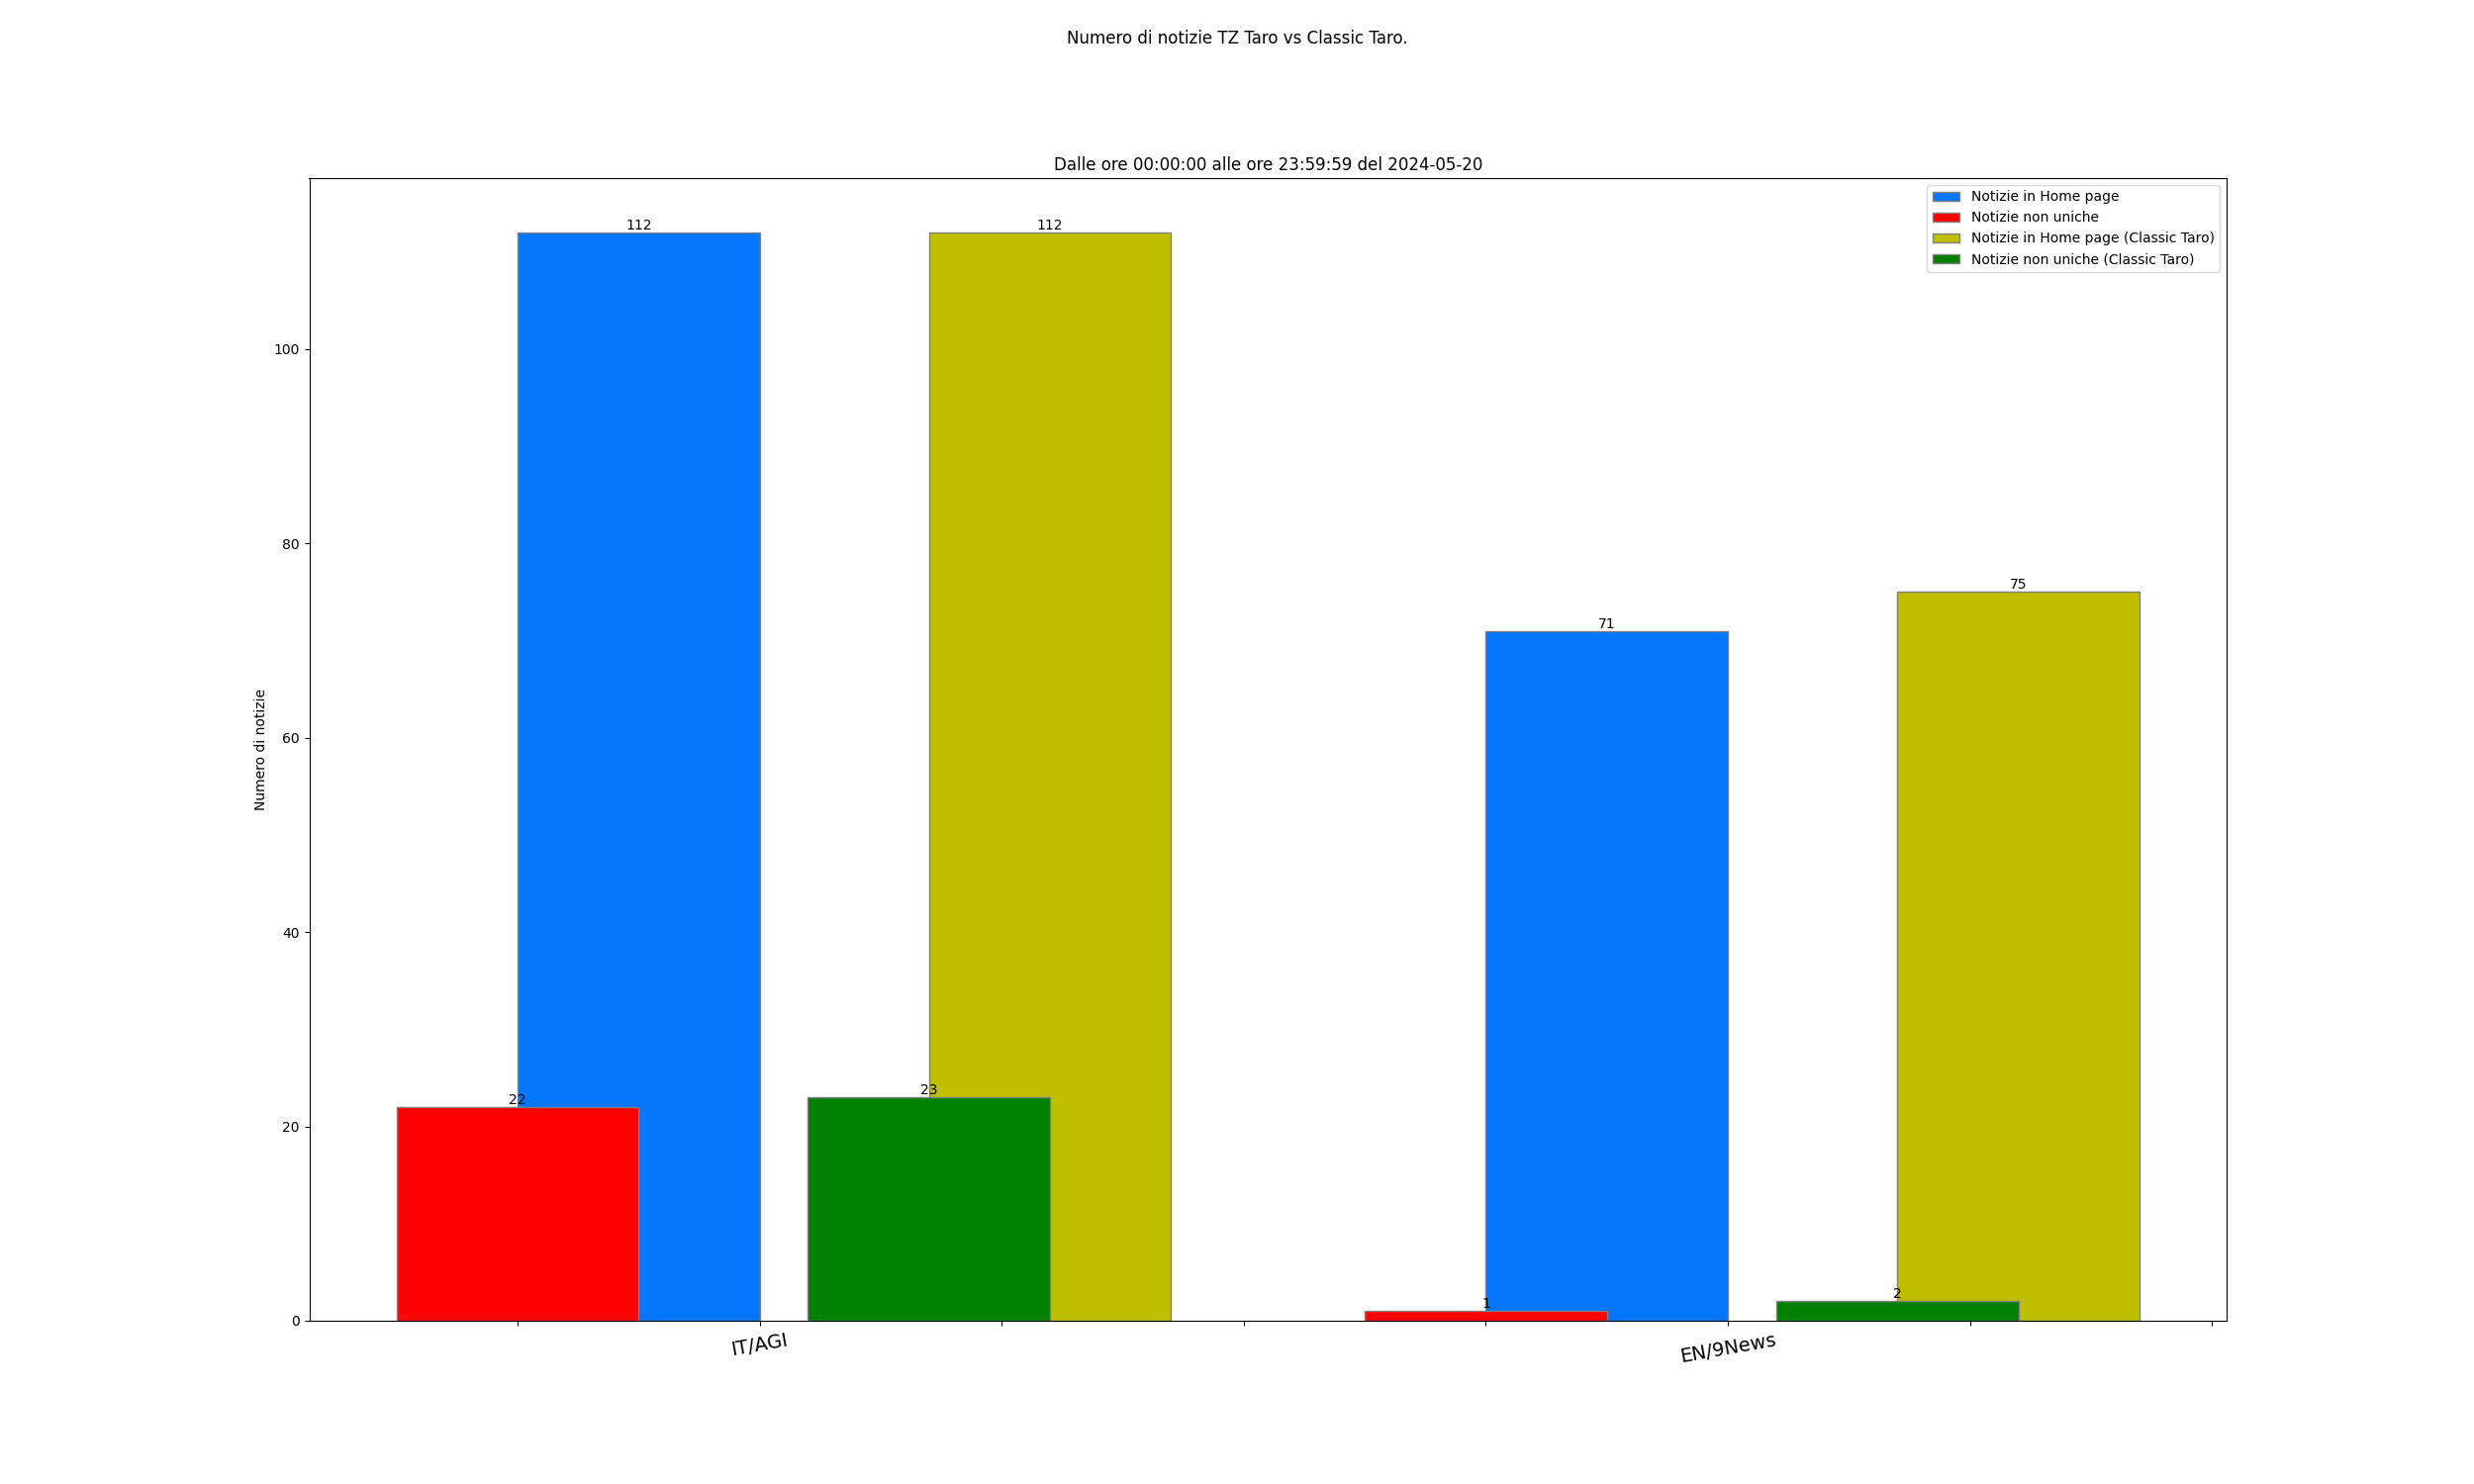 Numero di notizie TZ Taro vs Classic Taro.
Dalle ore 00:00:00 alle ore 23:59:59 del 2024-05-20
Notizie in Home page
Notizie non uniche
Notizie in Home page (Classic Taro)
Notizie non uniche (Classic Taro)
112
112
100
80
75
71
60
Numero di notizie
40
23
22
20
2
1
0
IT/AGI
EN/9News